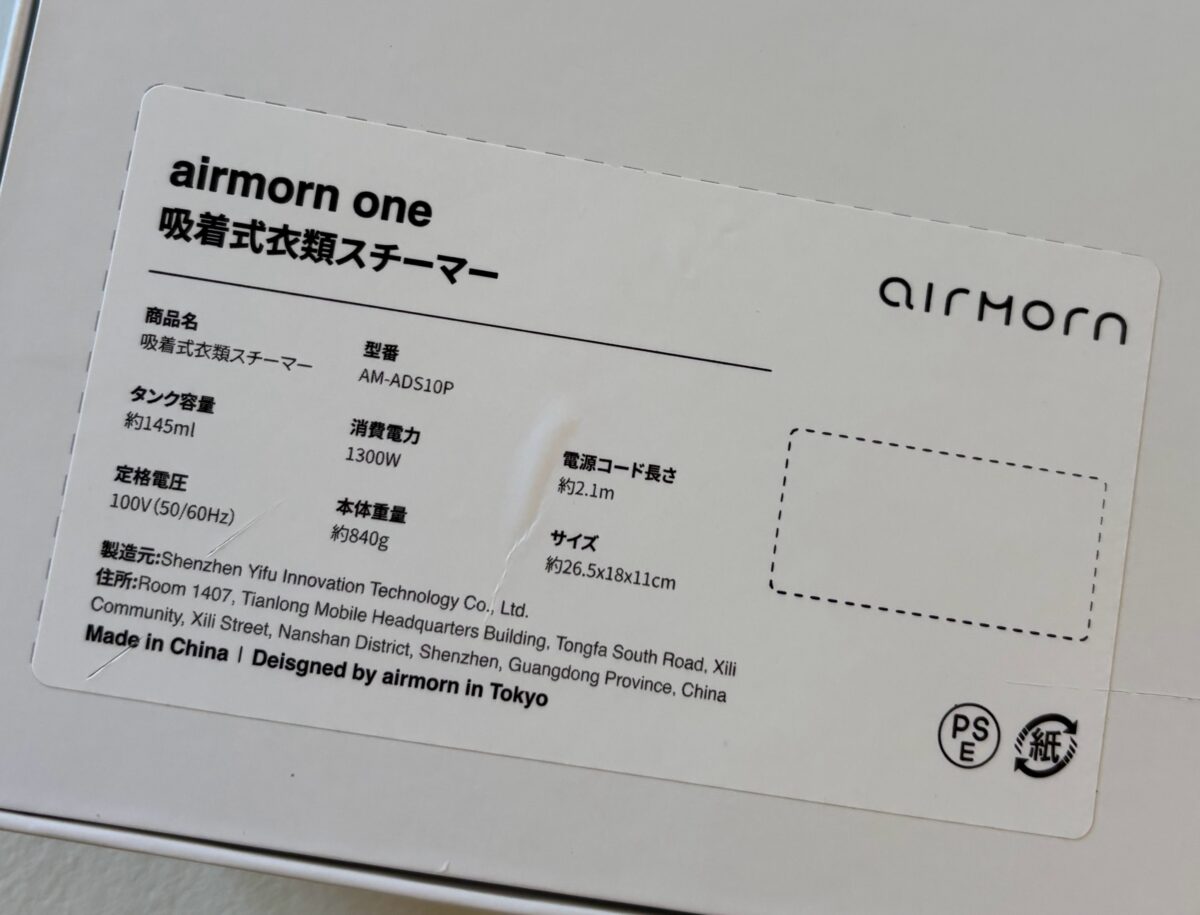 airmorn one
吸着式衣類スチーマー
airmorn
商品名
吸着式衣類スチーマー
型番
AM-ADS10P
タンク容量
約145ml
消費電力
1300W
電源コード長さ
約2.1m
定格電圧
100V(50/60Hz)
本体重量
約840g
サイズ
約26.5x18x11cm
製造元:Shenzhen Yifu Innovation Technology Co., Ltd.
住所:Room 1407, Tianlong Mobile Headquarters Building, Tongfa South Road, Xili
Community, Xili Street, Nanshan District, Shenzhen, Guangdong Province, China
Made in China | Deisgned by airmorn in Tokyo
PS
E
紙